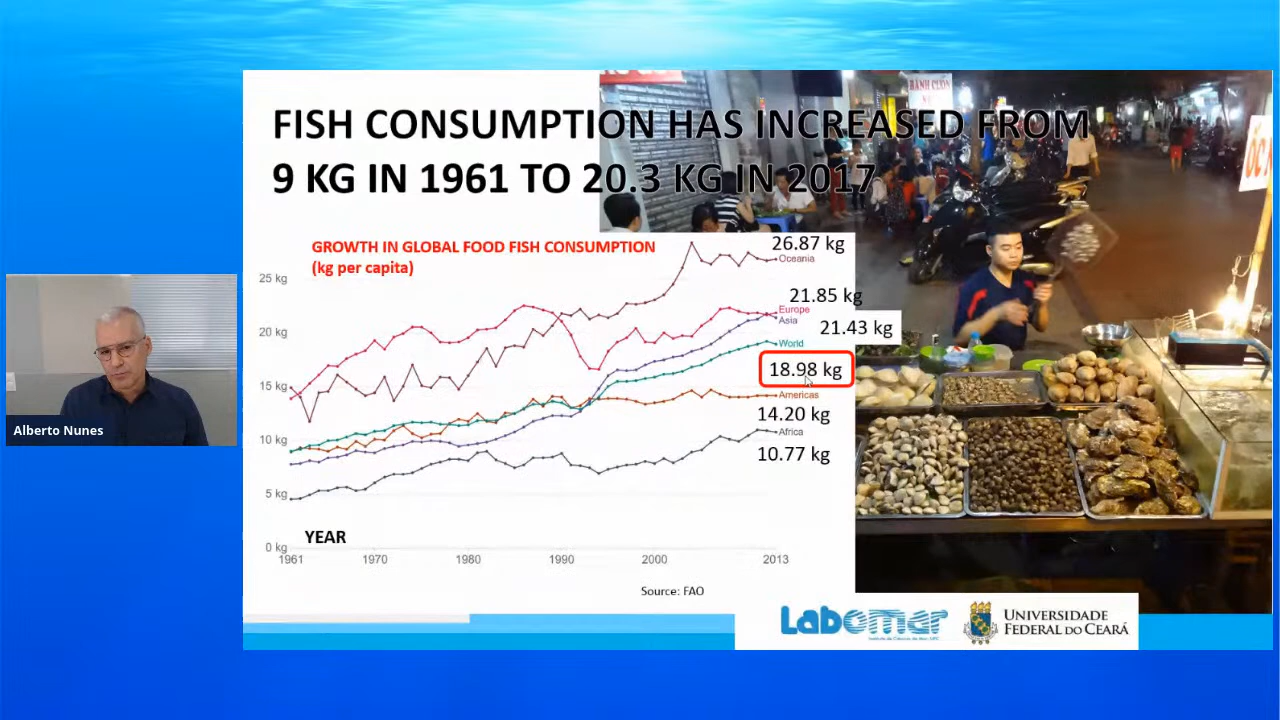 FISH CONSUMPTION HAS INCREASED FROM
9 KG IN 1961 TO 20.3 KG IN 2017
BÁNH CUỐN
ỐC
GROWTH IN GLOBAL FOOD FISH CONSUMPTION
(kg per capita)
26.87 kg
Oceania
25 kg
21.85 kg
Europe
Asia
21.43 kg
20 kg
World
18.98 kg
15 kg
Americas
14.20 kg
10 kg
Africa
10.77 kg
5 kg
YEAR
0 kg
1961
1970
1980
1990
2000
2013
Source: FAO
Alberto Nunes
Labomar
UNIVERSIDADE
FEDERAL DO CEARÁ